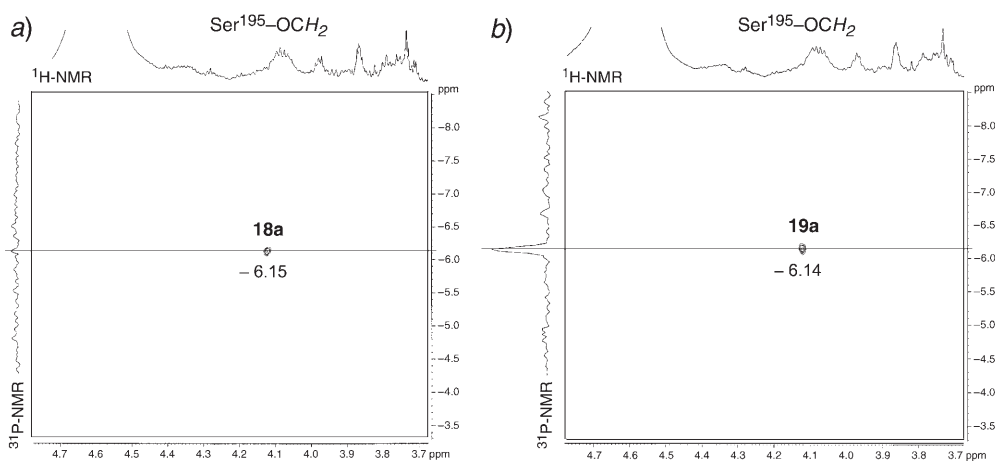 a)
Ser¹⁹⁵–OCH₂
¹H-NMR
ppm
–8.0
–7.5
–7.0
–6.5
–6.0
–5.5
–5.0
–4.5
–4.0
–3.5
18a
– 6.15
³¹P-NMR
4.7 4.6 4.5 4.4 4.3 4.2 4.1 4.0 3.9 3.8 3.7 ppm
b)
Ser¹⁹⁵–OCH₂
¹H-NMR
ppm
–8.0
–7.5
–7.0
–6.5
–6.0
–5.5
–5.0
–4.5
–4.0
–3.5
19a
– 6.14
³¹P-NMR
4.7 4.6 4.5 4.4 4.3 4.2 4.1 4.0 3.9 3.8 3.7 ppm